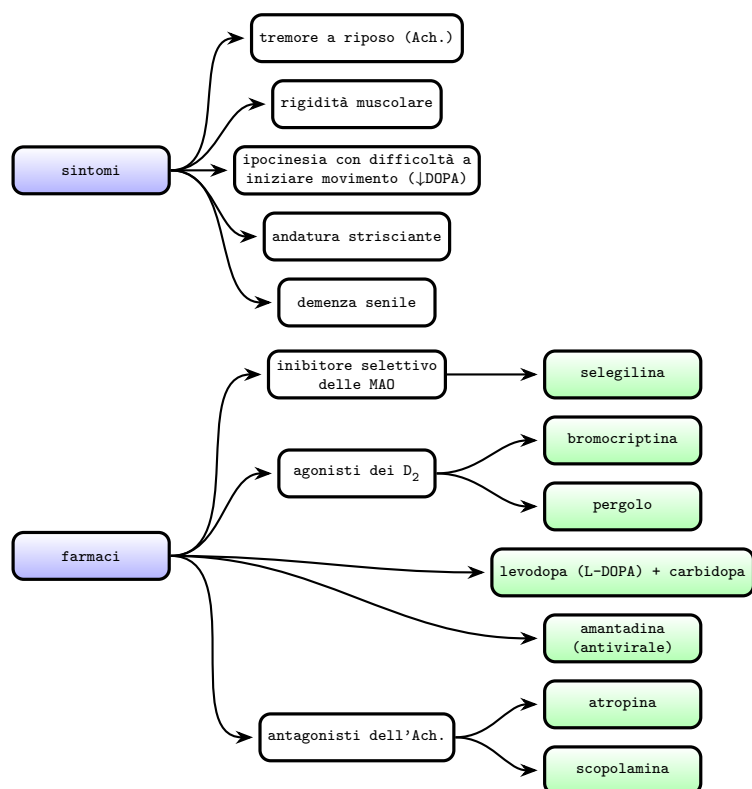 tremore a riposo (Ach.)
rigidità muscolare
sintomi
ipocinesia con difficoltà a
iniziare movimento (↓DOPA)
andatura strisciante
demenza senile
inibitore selettivo
delle MAO
selegilina
agonisti dei D₂
bromocriptina
pergolo
farmaci
levodopa (L-DOPA) + carbidopa
amantadina
(antivirale)
antagonisti dell'Ach.
atropina
scopolamina